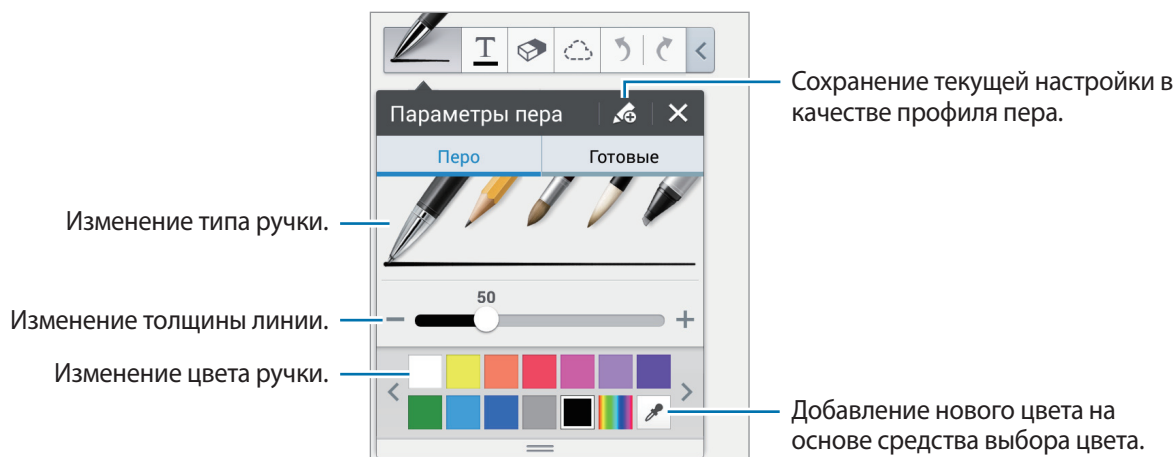 T
Сохранение текущей настройки в
качестве профиля пера.
Параметры пера
Перо
Готовые
Изменение типа ручки.
50
Изменение толщины линии.
Изменение цвета ручки.
Добавление нового цвета на
основе средства выбора цвета.